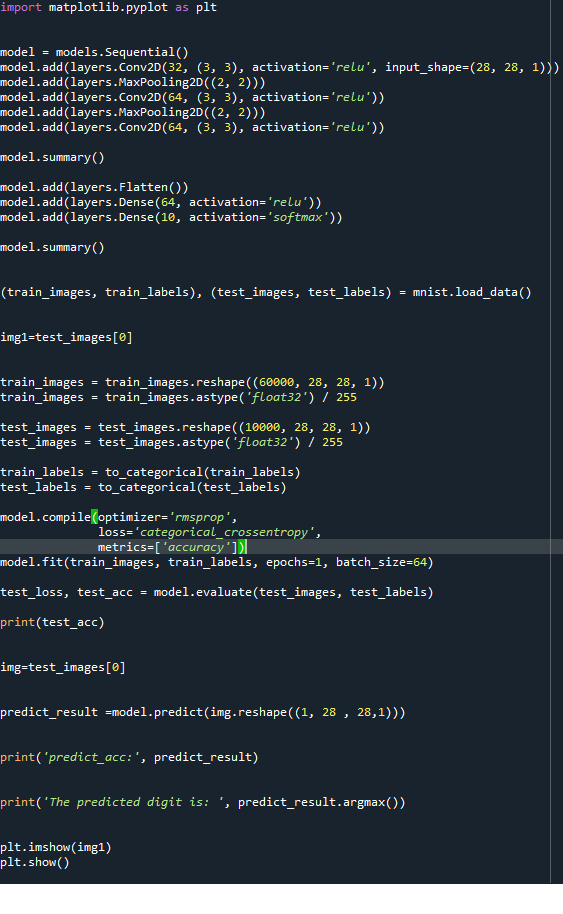 import matplotlib.pyplot as plt
model = models.Sequential()
model.add(layers.Conv2D(32, (3, 3), activation='relu', input_shape=(28, 28, 1)))
model.add(layers.MaxPooling2D((2, 2)))
model.add(layers.Conv2D(64, (3, 3), activation='relu'))
model.add(layers.MaxPooling2D((2, 2)))
model.add(layers.Conv2D(64, (3, 3), activation='relu'))
model.summary()
model.add(layers.Flatten())
model.add(layers.Dense(64, activation='relu'))
model.add(layers.Dense(10, activation='softmax'))
model.summary()
(train_images, train_labels), (test_images, test_labels) = mnist.load_data()
img1=test_images[0]
train_images = train_images.reshape((60000, 28, 28, 1))
train_images = train_images.astype('float32') / 255
test_images = test_images.reshape((10000, 28, 28, 1))
test_images = test_images.astype('float32') / 255
train_labels = to_categorical(train_labels)
test_labels = to_categorical(test_labels)
model.compile(optimizer='rmsprop',
              loss='categorical_crossentropy',
              metrics=['accuracy'])
model.fit(train_images, train_labels, epochs=1, batch_size=64)
test_loss, test_acc = model.evaluate(test_images, test_labels)
print(test_acc)
img=test_images[0]
predict_result =model.predict(img.reshape((1, 28 , 28,1)))
print('predict_acc:', predict_result)
print('The predicted digit is: ', predict_result.argmax())
plt.imshow(img1)
plt.show()